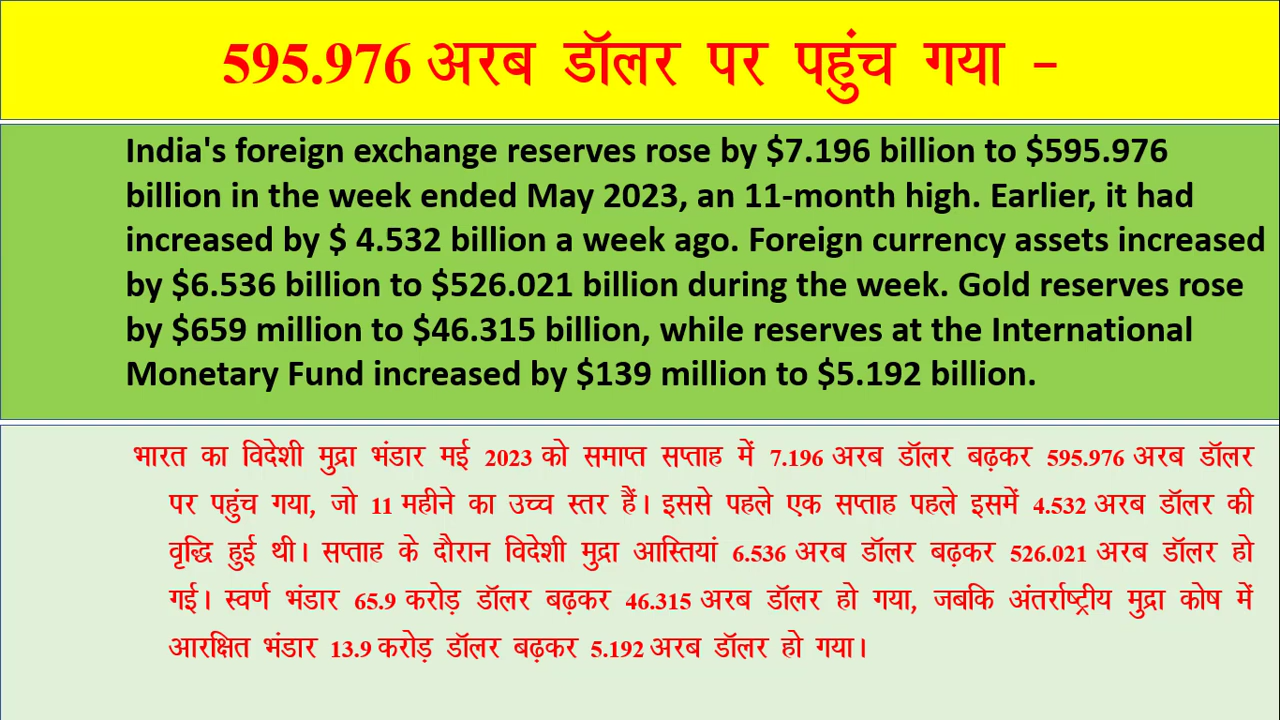 595.976 अरब डॉलर पर पहुंच गया -
India's foreign exchange reserves rose by $7.196 billion to $595.976
billion in the week ended May 2023, an 11-month high. Earlier, it had
increased by $ 4.532 billion a week ago. Foreign currency assets increased
by $6.536 billion to $526.021 billion during the week. Gold reserves rose
by $659 million to $46.315 billion, while reserves at the International
Monetary Fund increased by $139 million to $5.192 billion.
भारत का विदेशी मुद्रा भंडार मई 2023 को समाप्त सप्ताह में 7.196 अरब डॉलर बढ़कर 595.976 अरब डॉलर
पर पहुंच गया, जो 11 महीने का उच्च स्तर हैं। इससे पहले एक सप्ताह पहले इसमें 4.532 अरब डॉलर की
वृद्धि हुई थी। सप्ताह के दौरान विदेशी मुद्रा आस्तियां 6.536 अरब डॉलर बढ़कर 526.021 अरब डॉलर हो
गई। स्वर्ण भंडार 65.9 करोड़ डॉलर बढ़कर 46.315 अरब डॉलर हो गया, जबकि अंतर्राष्ट्रीय मुद्रा कोष में
आरक्षित भंडार 13.9 करोड़ डॉलर बढ़कर 5.192 अरब डॉलर हो गया।